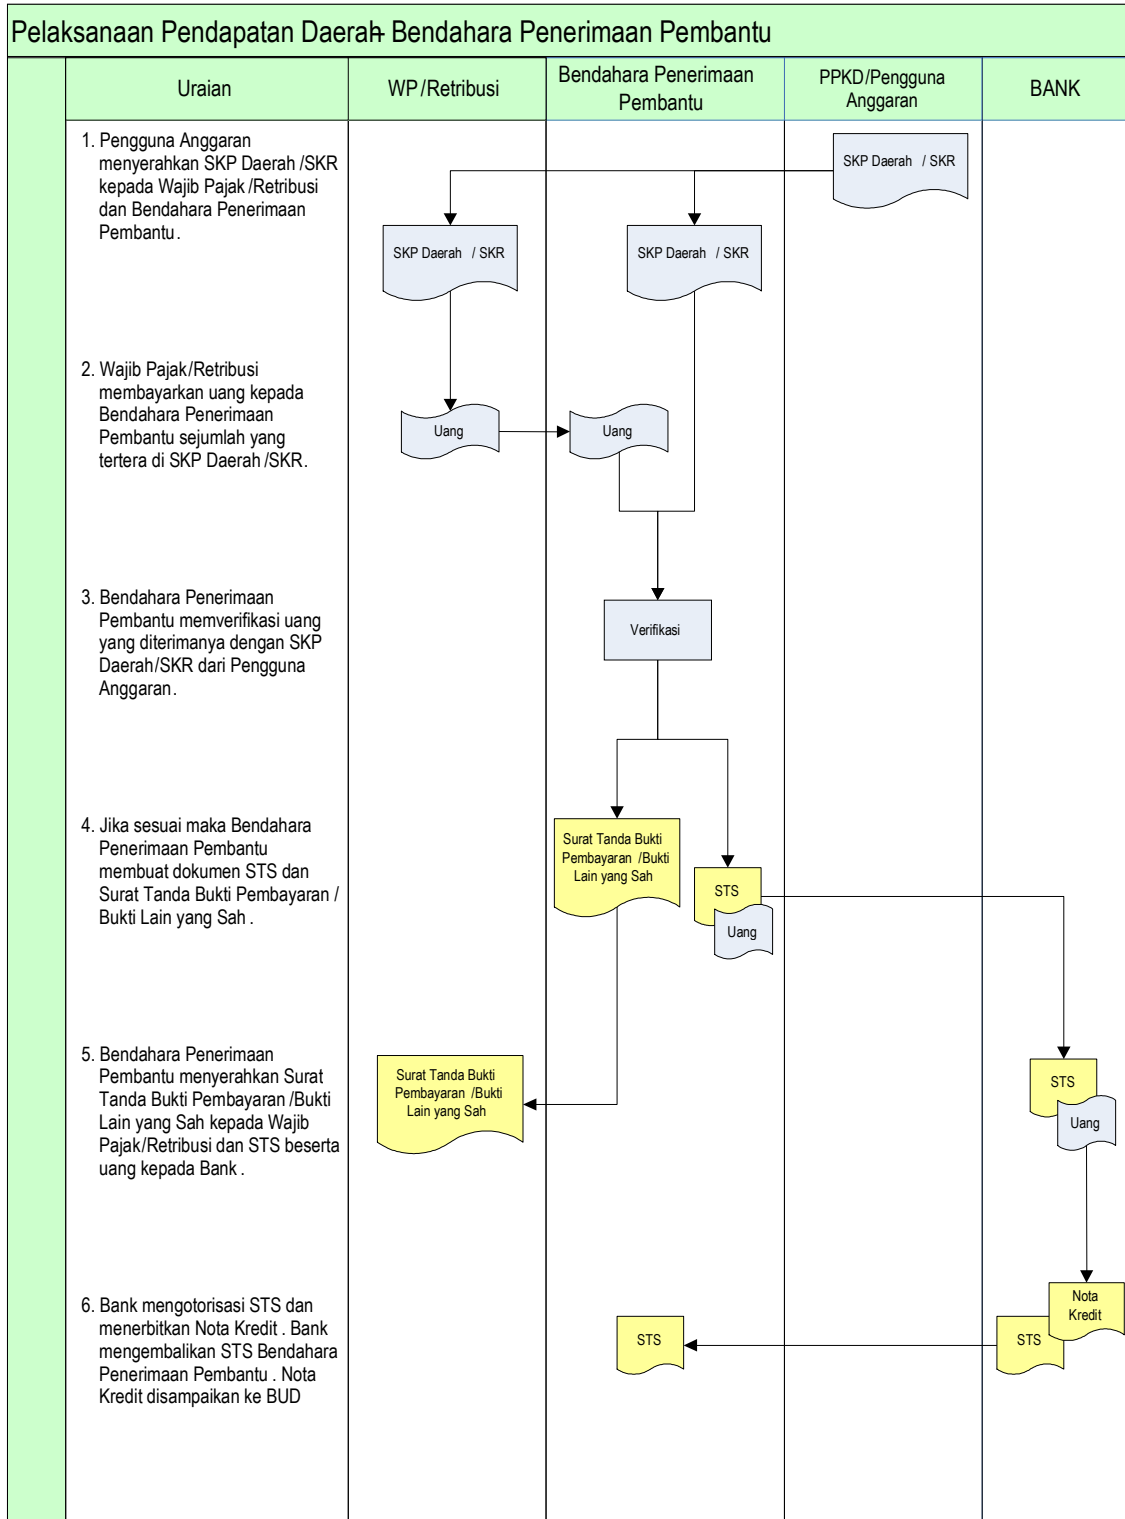 Pelaksanaan Pendapatan Daerah- Bendahara Penerimaan Pembantu
Uraian
WP/Retribusi
Bendahara Penerimaan
Pembantu
PPKD/Pengguna
Anggaran
BANK
1. Pengguna Anggaran
menyerahkan SKP Daerah /SKR
kepada Wajib Pajak /Retribusi
dan Bendahara Penerimaan
Pembantu .
SKP Daerah / SKR
SKP Daerah / SKR
SKP Daerah / SKR
2. Wajib Pajak/Retribusi
membayarkan uang kepada
Bendahara Penerimaan
Pembantu sejumlah yang
tertera di SKP Daerah /SKR.
Uang
Uang
3. Bendahara Penerimaan
Pembantu memverifikasi uang
yang diterimanya dengan SKP
Daerah/SKR dari Pengguna
Anggaran .
Verifikasi
4. Jika sesuai maka Bendahara
Penerimaan Pembantu
membuat dokumen STS dan
Surat Tanda Bukti Pembayaran /
Bukti Lain yang Sah .
Surat Tanda Bukti
Pembayaran /Bukti
Lain yang Sah
STS
Uang
5. Bendahara Penerimaan
Pembantu menyerahkan Surat
Tanda Bukti Pembayaran /Bukti
Lain yang Sah kepada Wajib
Pajak/Retribusi dan STS beserta
uang kepada Bank .
Surat Tanda Bukti
Pembayaran /Bukti
Lain yang Sah
STS
Uang
6. Bank mengotorisasi STS dan
menerbitkan Nota Kredit . Bank
mengembalikan STS Bendahara
Penerimaan Pembantu . Nota
Kredit disampaikan ke BUD
STS
STS
Nota
Kredit